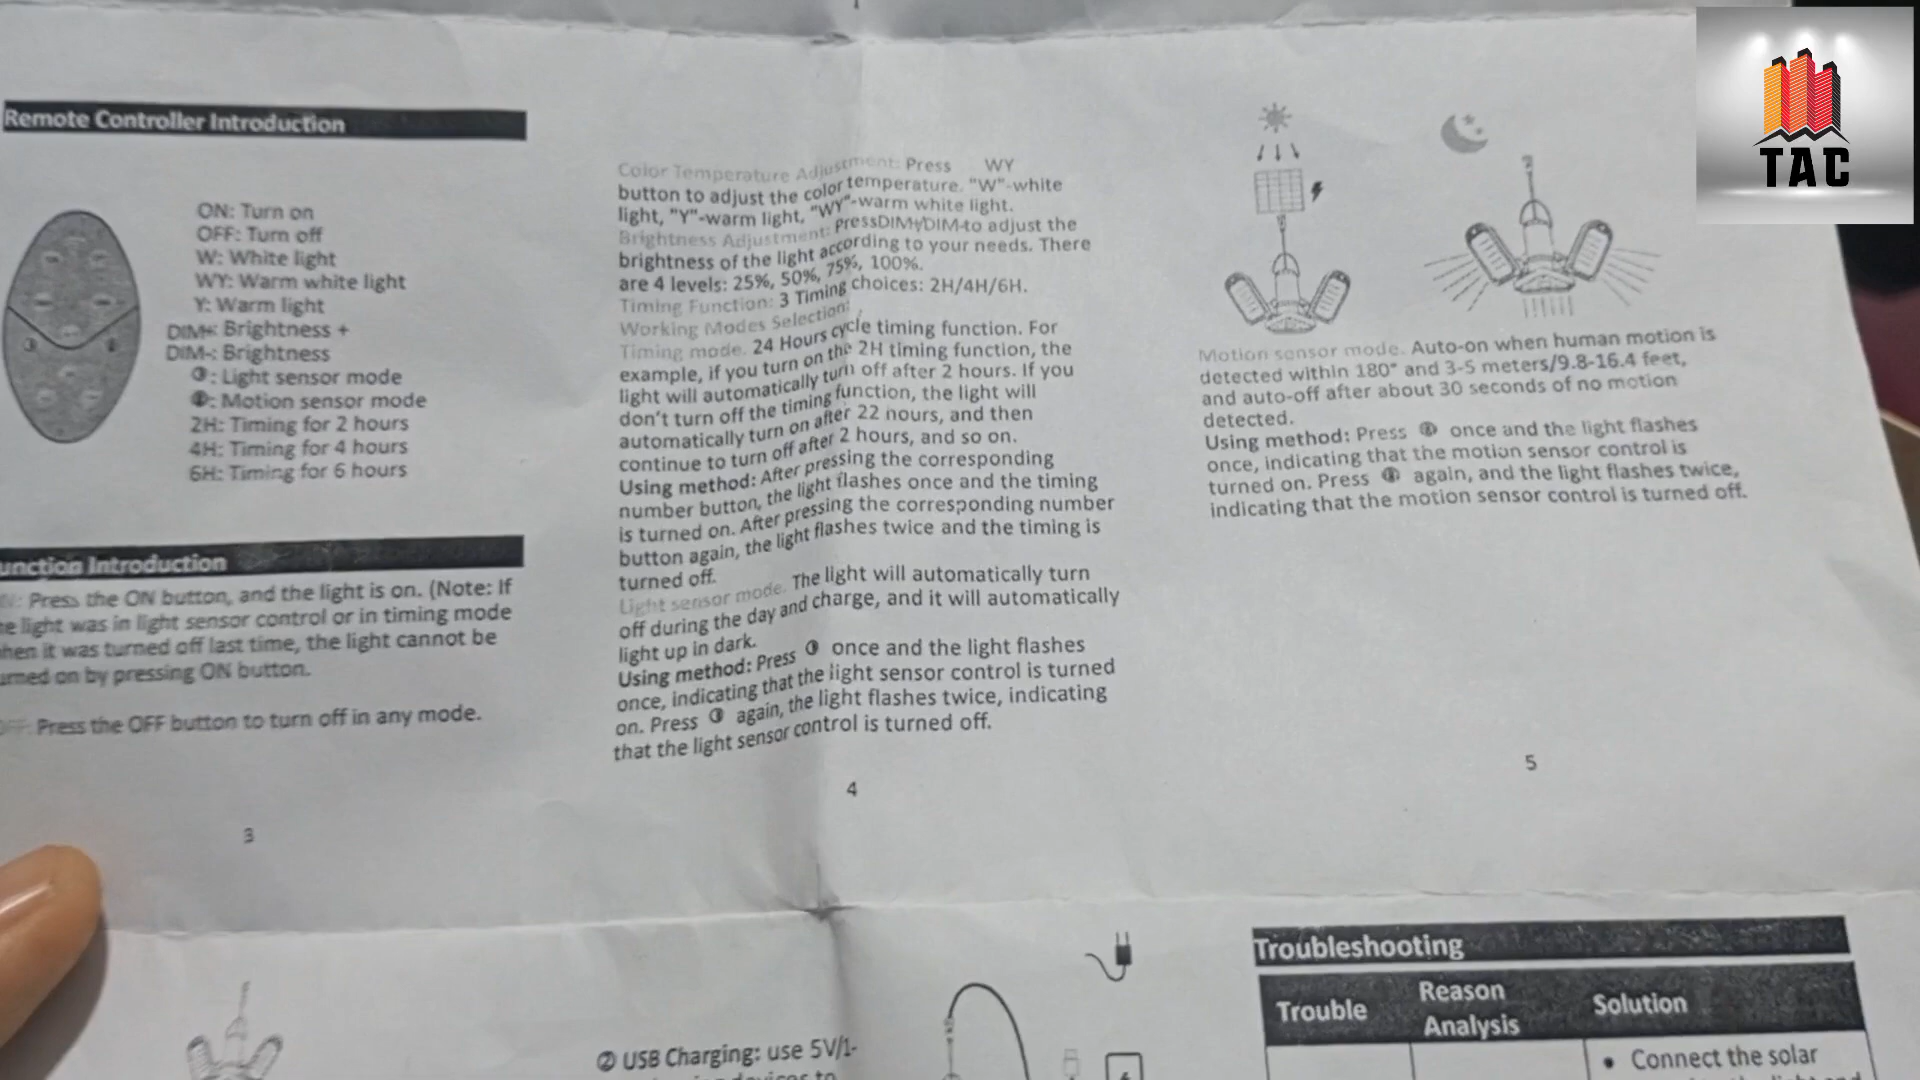 Remote Controller Introduction
ON: Turn on
OFF: Turn off
W: White light
WY: Warm white light
Y: Warm light
DIM+: Brightness +
DIM-: Brightness
: Light sensor mode
: Motion sensor mode
2H: Timing for 2 hours
4H: Timing for 4 hours
6H: Timing for 6 hours
unction Introduction
Press the ON button, and the light is on. (Note: If
e light was in light sensor control or in timing mode
hen it was turned off last time, the light cannot be
urned on by pressing ON button.
Press the OFF button to turn off in any mode.
3
Color Temperature Adjustment: Press WY
button to adjust the color temperature. "W"-white
light, "Y"-warm light, "WY"-warm white light.
Brightness Adjustment: PressDIM+/DIM-to adjust the
brightness of the light according to your needs. There
are 4 levels: 25%, 50%, 75%, 100%.
Timing Function: 3 Timing choices: 2H/4H/6H.
Working Modes Selection:
Timing mode. 24 Hours cycle timing function. For
example, if you turn on the 2H timing function, the
light will automatically turn off after 2 hours. If you
don't turn off the timing function, the light will
automatically turn on after 22 hours, and then
continue to turn off after 2 hours, and so on.
Using method: After pressing the corresponding
number button, the light flashes once and the timing
is turned on. After pressing the corresponding number
button again, the light flashes twice and the timing is
turned off.
Light sensor mode. The light will automatically turn
off during the day and charge, and it will automatically
light up in dark.
Using method: Press once and the light flashes
once, indicating that the light sensor control is turned
on. Press again, the light flashes twice, indicating
that the light sensor control is turned off.
4
Motion sensor mode. Auto-on when human motion is
detected within 180° and 3-5 meters/9.8-16.4 feet,
and auto-off after about 30 seconds of no motion
detected.
Using method: Press once and the light flashes
once, indicating that the motion sensor control is
turned on. Press again, and the light flashes twice,
indicating that the motion sensor control is turned off.
5
② USB Charging: use 5V/1-
Troubleshooting
Trouble
Reason
Analysis
Solution
• Connect the solar
TAC